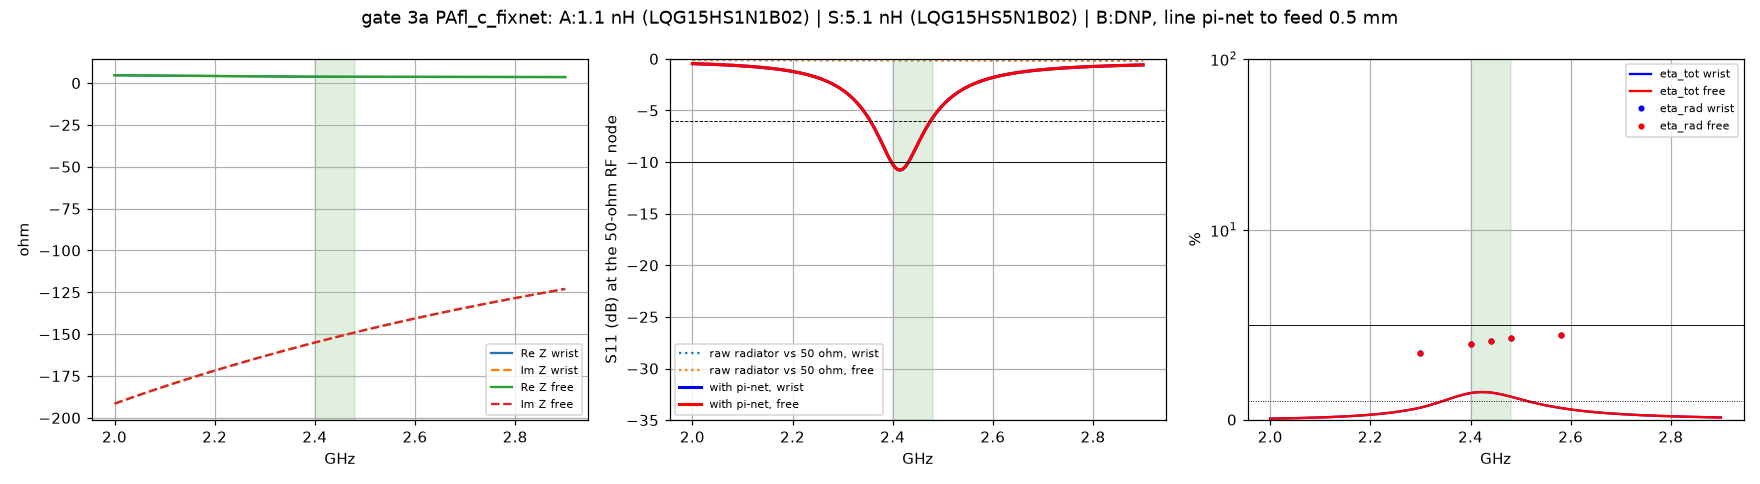 gate 3a PAfl_c_fixnet: A:1.1 nH (LQG15HS1N1B02) | S:5.1 nH (LQG15HS5N1B02) | B:DNP, line pi-net to feed 0.5 mm
ohm
0
−25
−50
−75
−100
−125
−150
−175
−200
2.0
2.2
2.4
2.6
2.8
GHz
Re Z wrist
Im Z wrist
Re Z free
Im Z free
S11 (dB) at the 50-ohm RF node
0
−5
−10
−15
−20
−25
−30
−35
2.0
2.2
2.4
2.6
2.8
GHz
raw radiator vs 50 ohm, wrist
raw radiator vs 50 ohm, free
with pi-net, wrist
with pi-net, free
%
10²
10¹
0
2.0
2.2
2.4
2.6
2.8
GHz
eta_tot wrist
eta_tot free
eta_rad wrist
eta_rad free